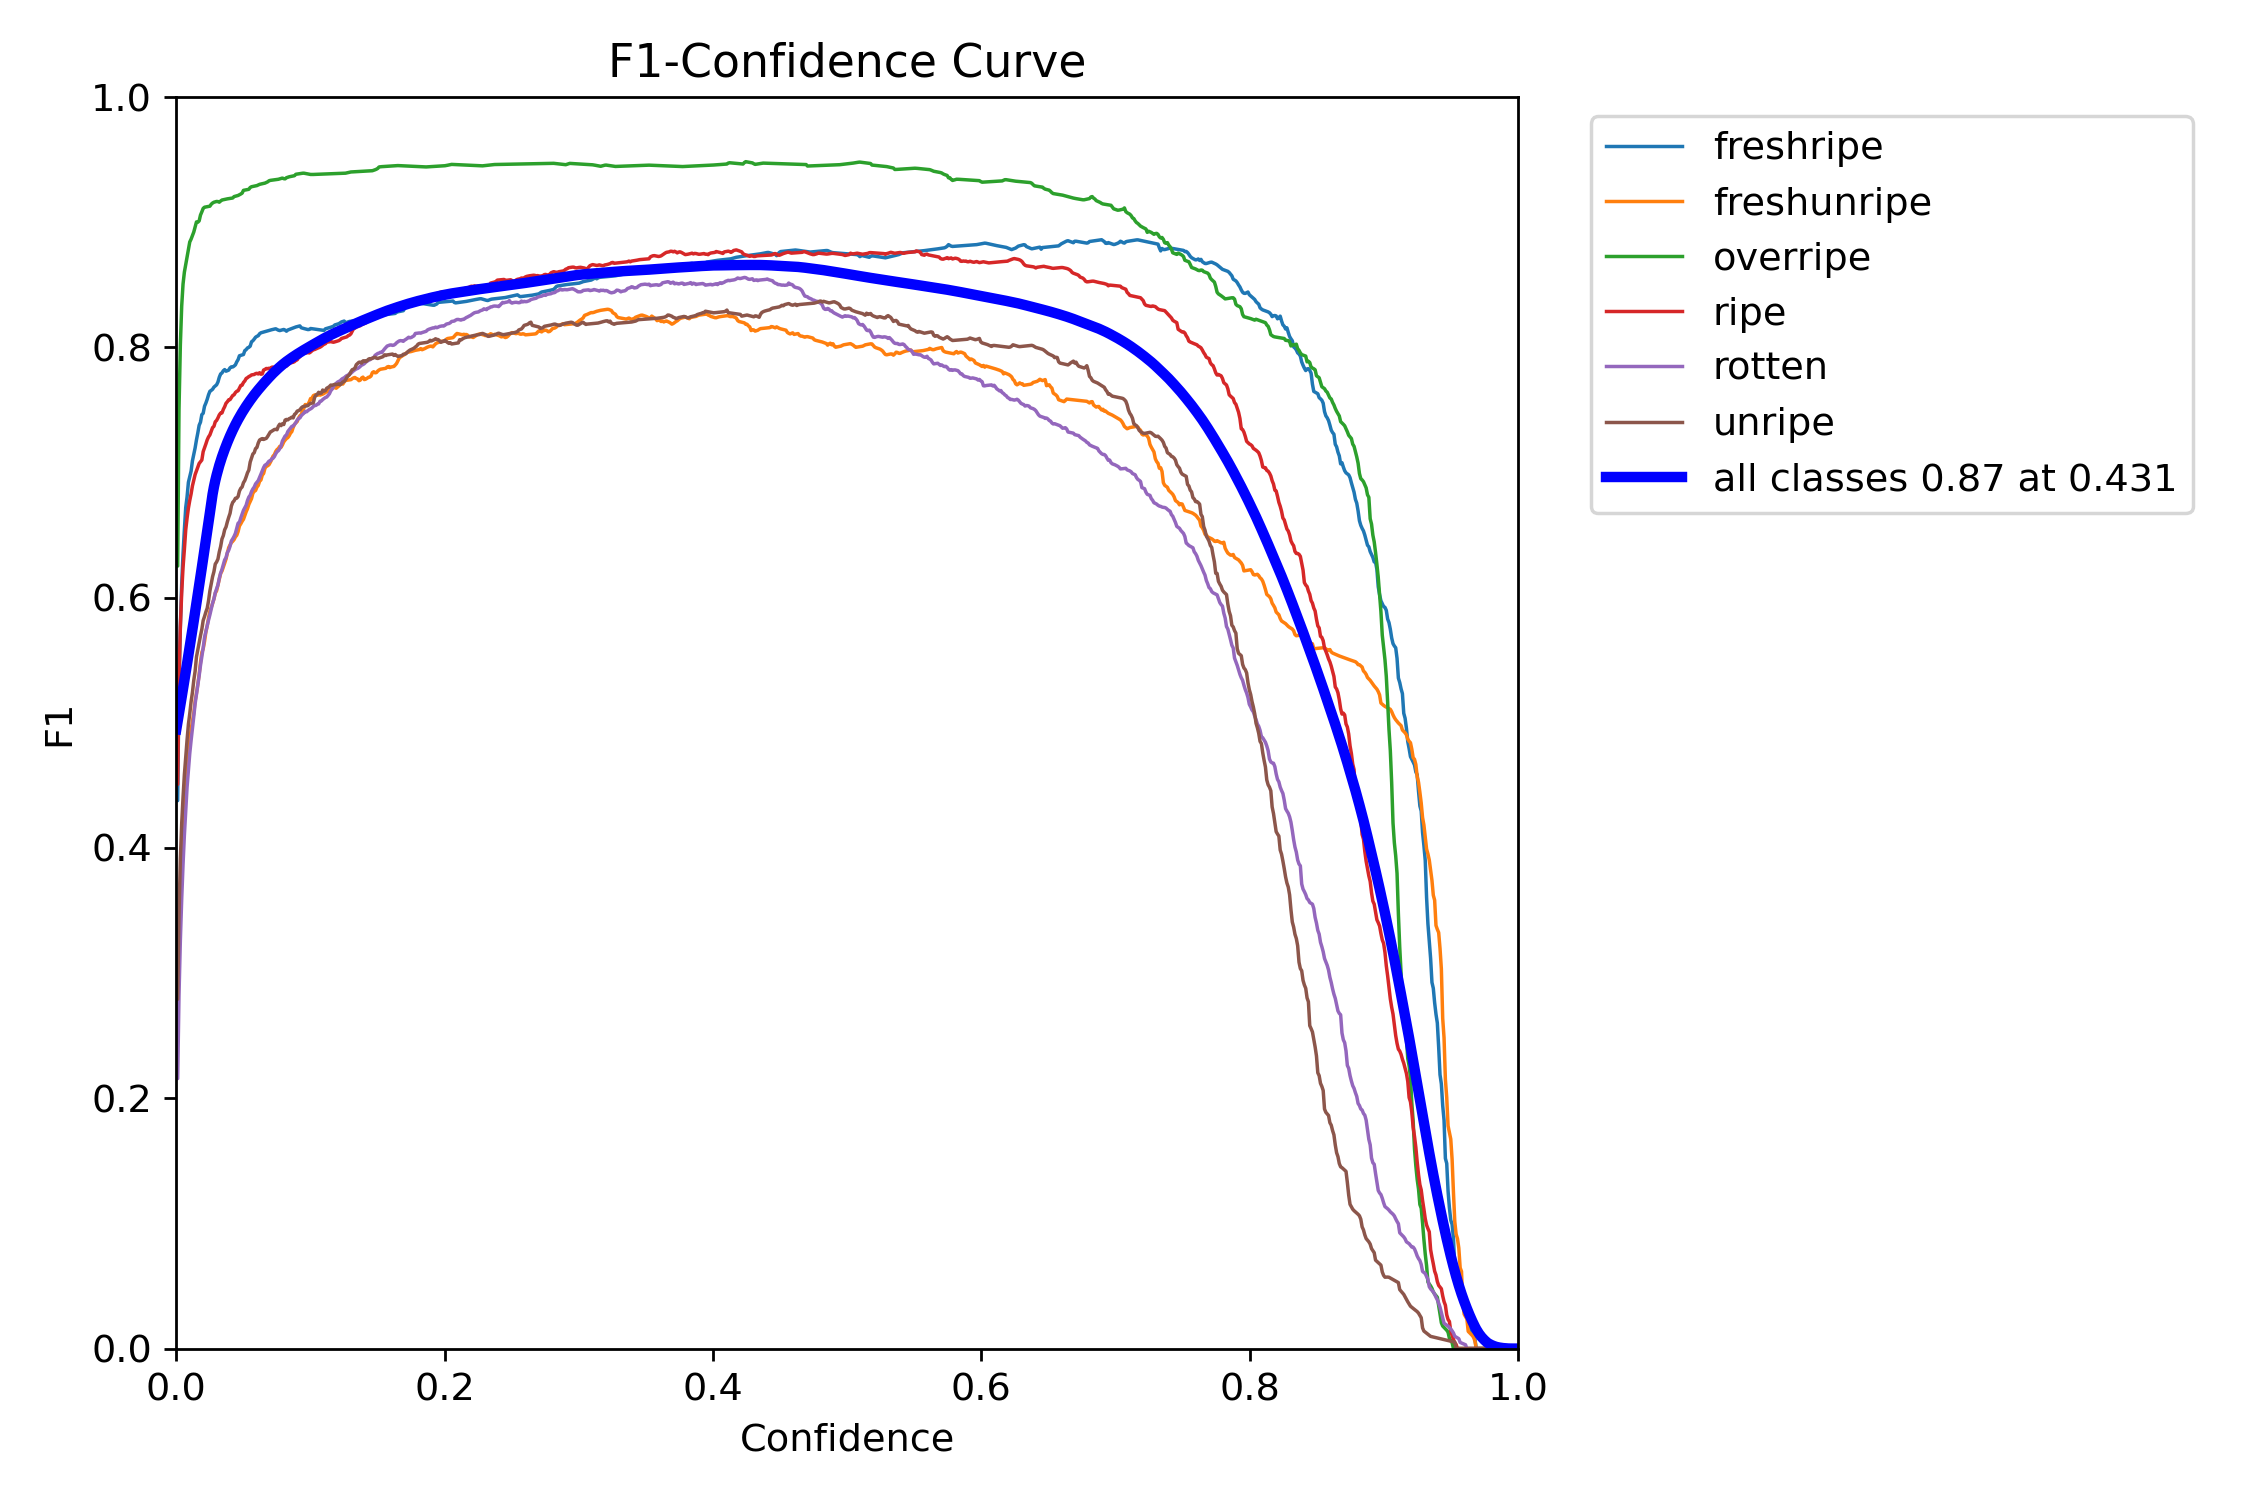 F1-Confidence Curve
1.0
0.8
0.6
0.4
0.2
0.0
F1
0.0 0.2 0.4 0.6 0.8 1.0
Confidence
freshripe
freshunripe
overripe
ripe
rotten
unripe
all classes 0.87 at 0.431